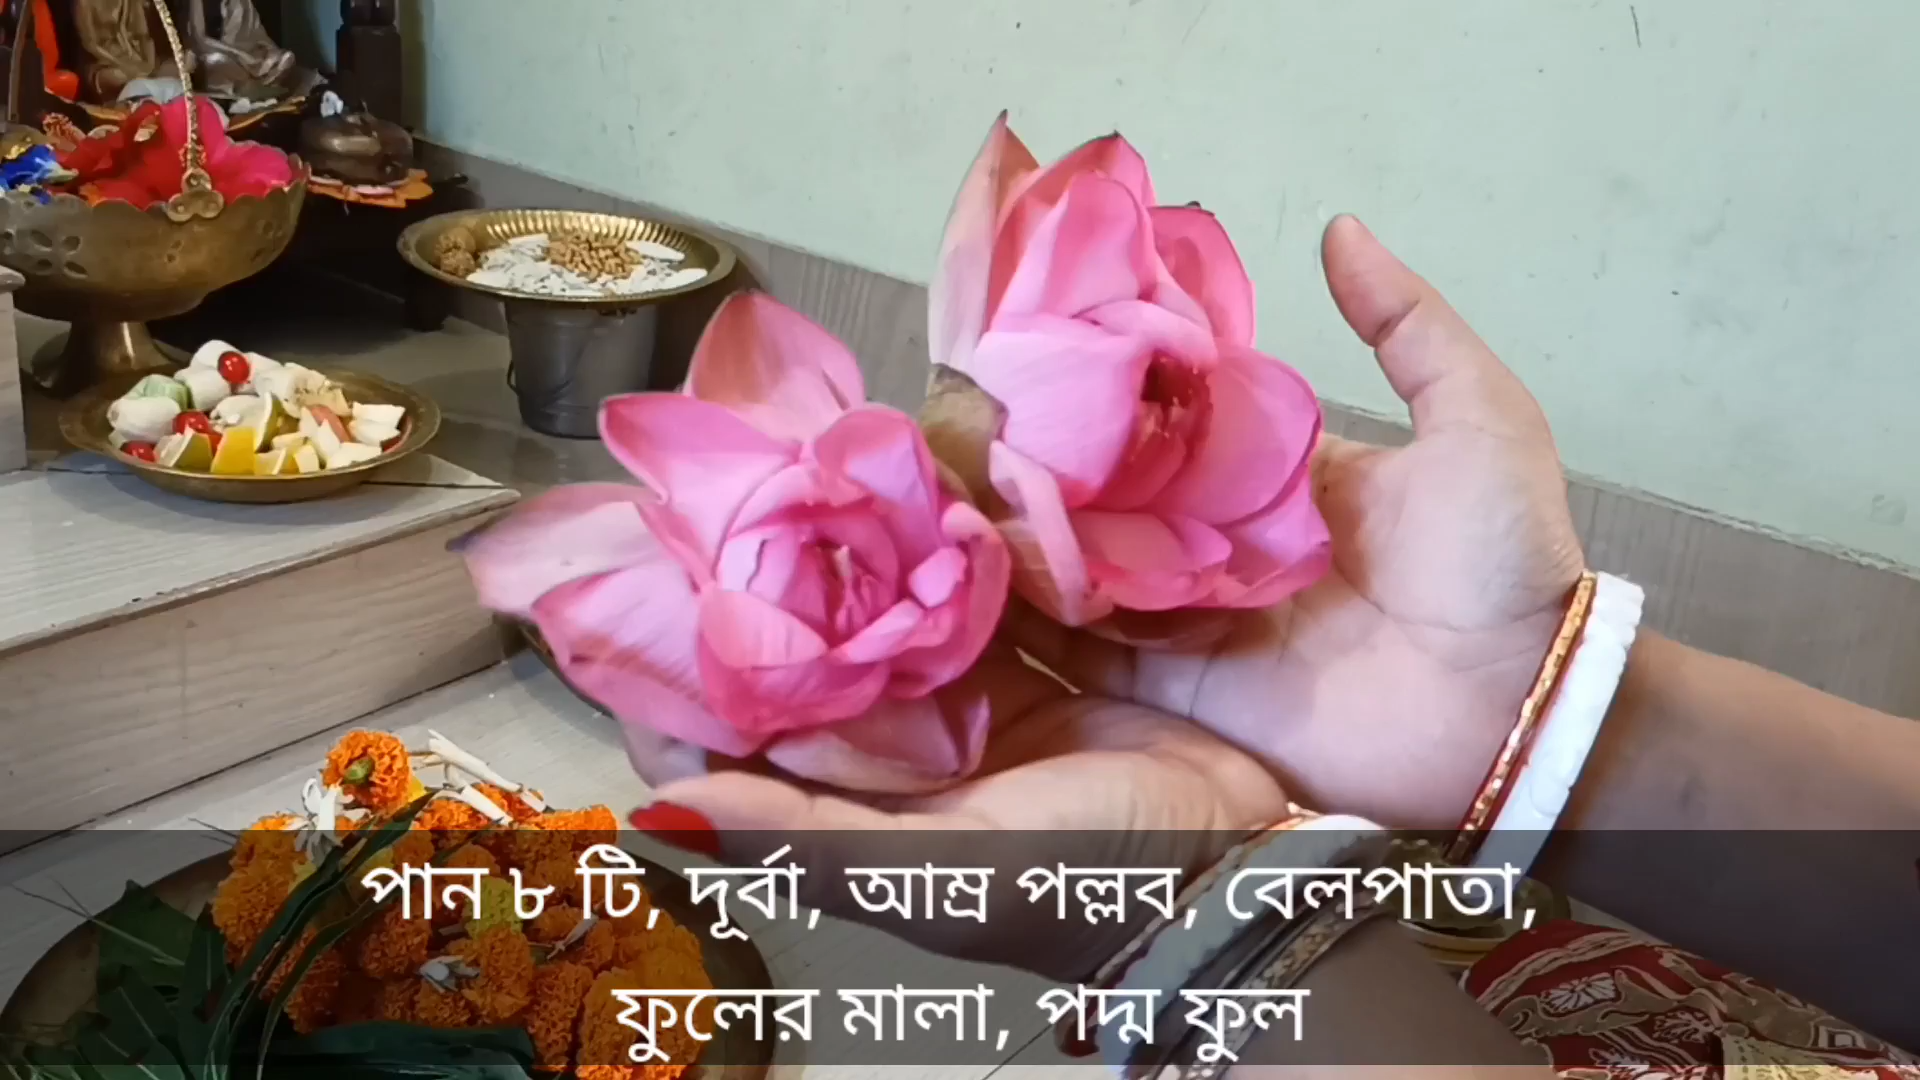 পান ৮ টি, দূর্বা, আম্র পল্লব, বেলপাতা,
ফুলের মালা, পদ্ম ফুল